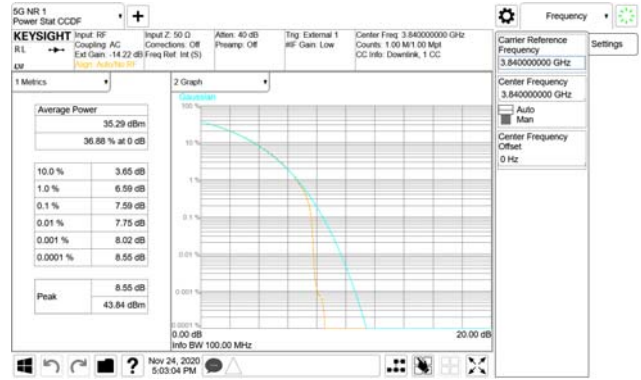 5G NR 1
Power Stat CCDF
Frequency
KEYSIGHT
Input: RF
Coupling: AC
Ext Gain: -14.22 dB
Align: Auto/No RF
Input Z: 50 Ω
Corrections: Off
Freq Ref: Int (S)
Atten: 40 dB
Preamp: Off
Trig: External 1
#IF Gain: Low
Center Freq: 3.840000000 GHz
Counts: 1.00 M/1.00 Mpt
CC Info: Downlink, 1 CC
RL
Carrier Reference
Frequency
3.840000000 GHz
Settings
Center Frequency
3.840000000 GHz
Auto
Man
Center Frequency
Offset
0 Hz
1 Metrics
2 Graph
Average Power
35.29 dBm
36.88 % at 0 dB
10.0 % 3.65 dB
1.0 % 6.59 dB
0.1 % 7.59 dB
0.01 % 7.75 dB
0.001 % 8.02 dB
0.0001 % 8.55 dB
Peak
8.55 dB
43.84 dBm
Gaussian
100 %
10 %
1 %
0.1 %
0.01 %
0.001 %
0.0001 %
0.00 dB
20.00 dB
Info BW 100.00 MHz
Nov 24, 2020
5:03:04 PM